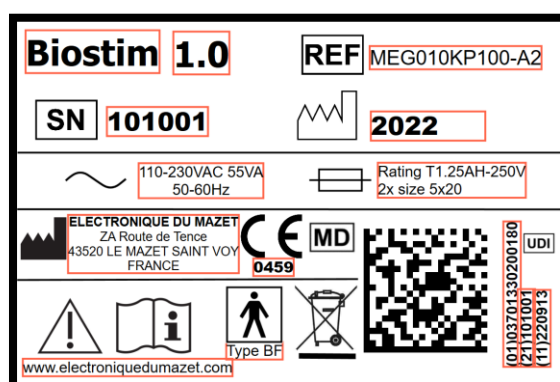 Biostim 1.0
REF MEG010KP100-A2
SN 101001
2022
110-230VAC 55VA
50-60Hz
Rating T1.25AH-250V
2x size 5x20
ELECTRONIQUE DU MAZET
ZA Route de Tence
43520 LE MAZET SAINT VOY
FRANCE
CE
0459
MD
UDI
(01)03701330200180
(21)101001
(11)220913
i
Type BF
www.electroniquedumazet.com